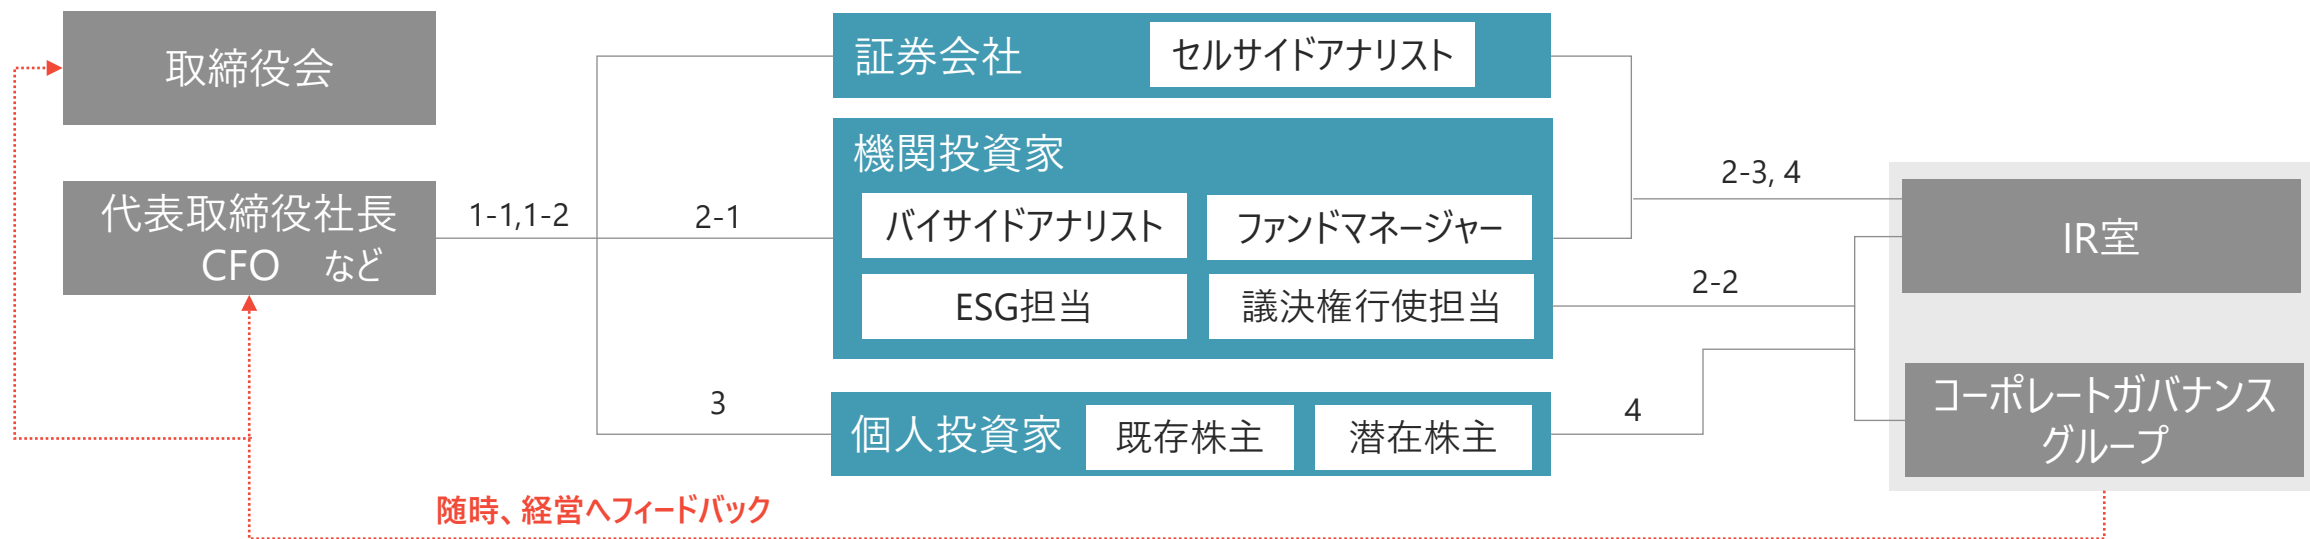 取締役会
代表取締役社長
CFO など
1-1,1-2
2-1
3
証券会社
セルサイドアナリスト
機関投資家
バイサイドアナリスト
ファンドマネージャー
ESG担当
議決権行使担当
個人投資家
既存株主
潜在株主
2-3, 4
2-2
4
IR室
コーポレートガバナンス
グループ
随時、経営へフィードバック